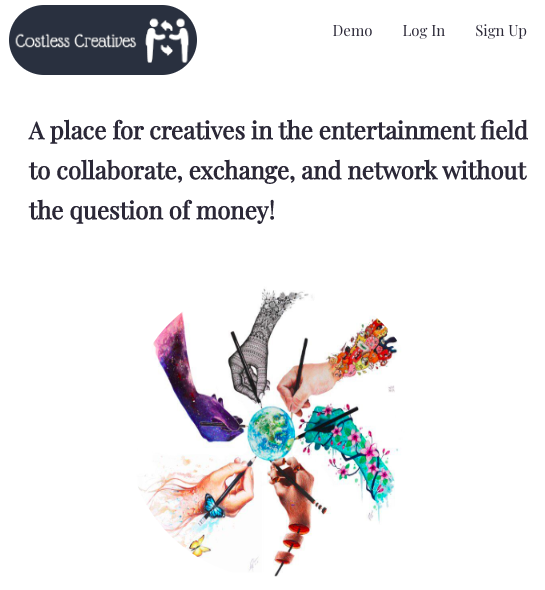 Costless Creatives
Demo Log In Sign Up
A place for creatives in the entertainment field
to collaborate, exchange, and network without
the question of money!